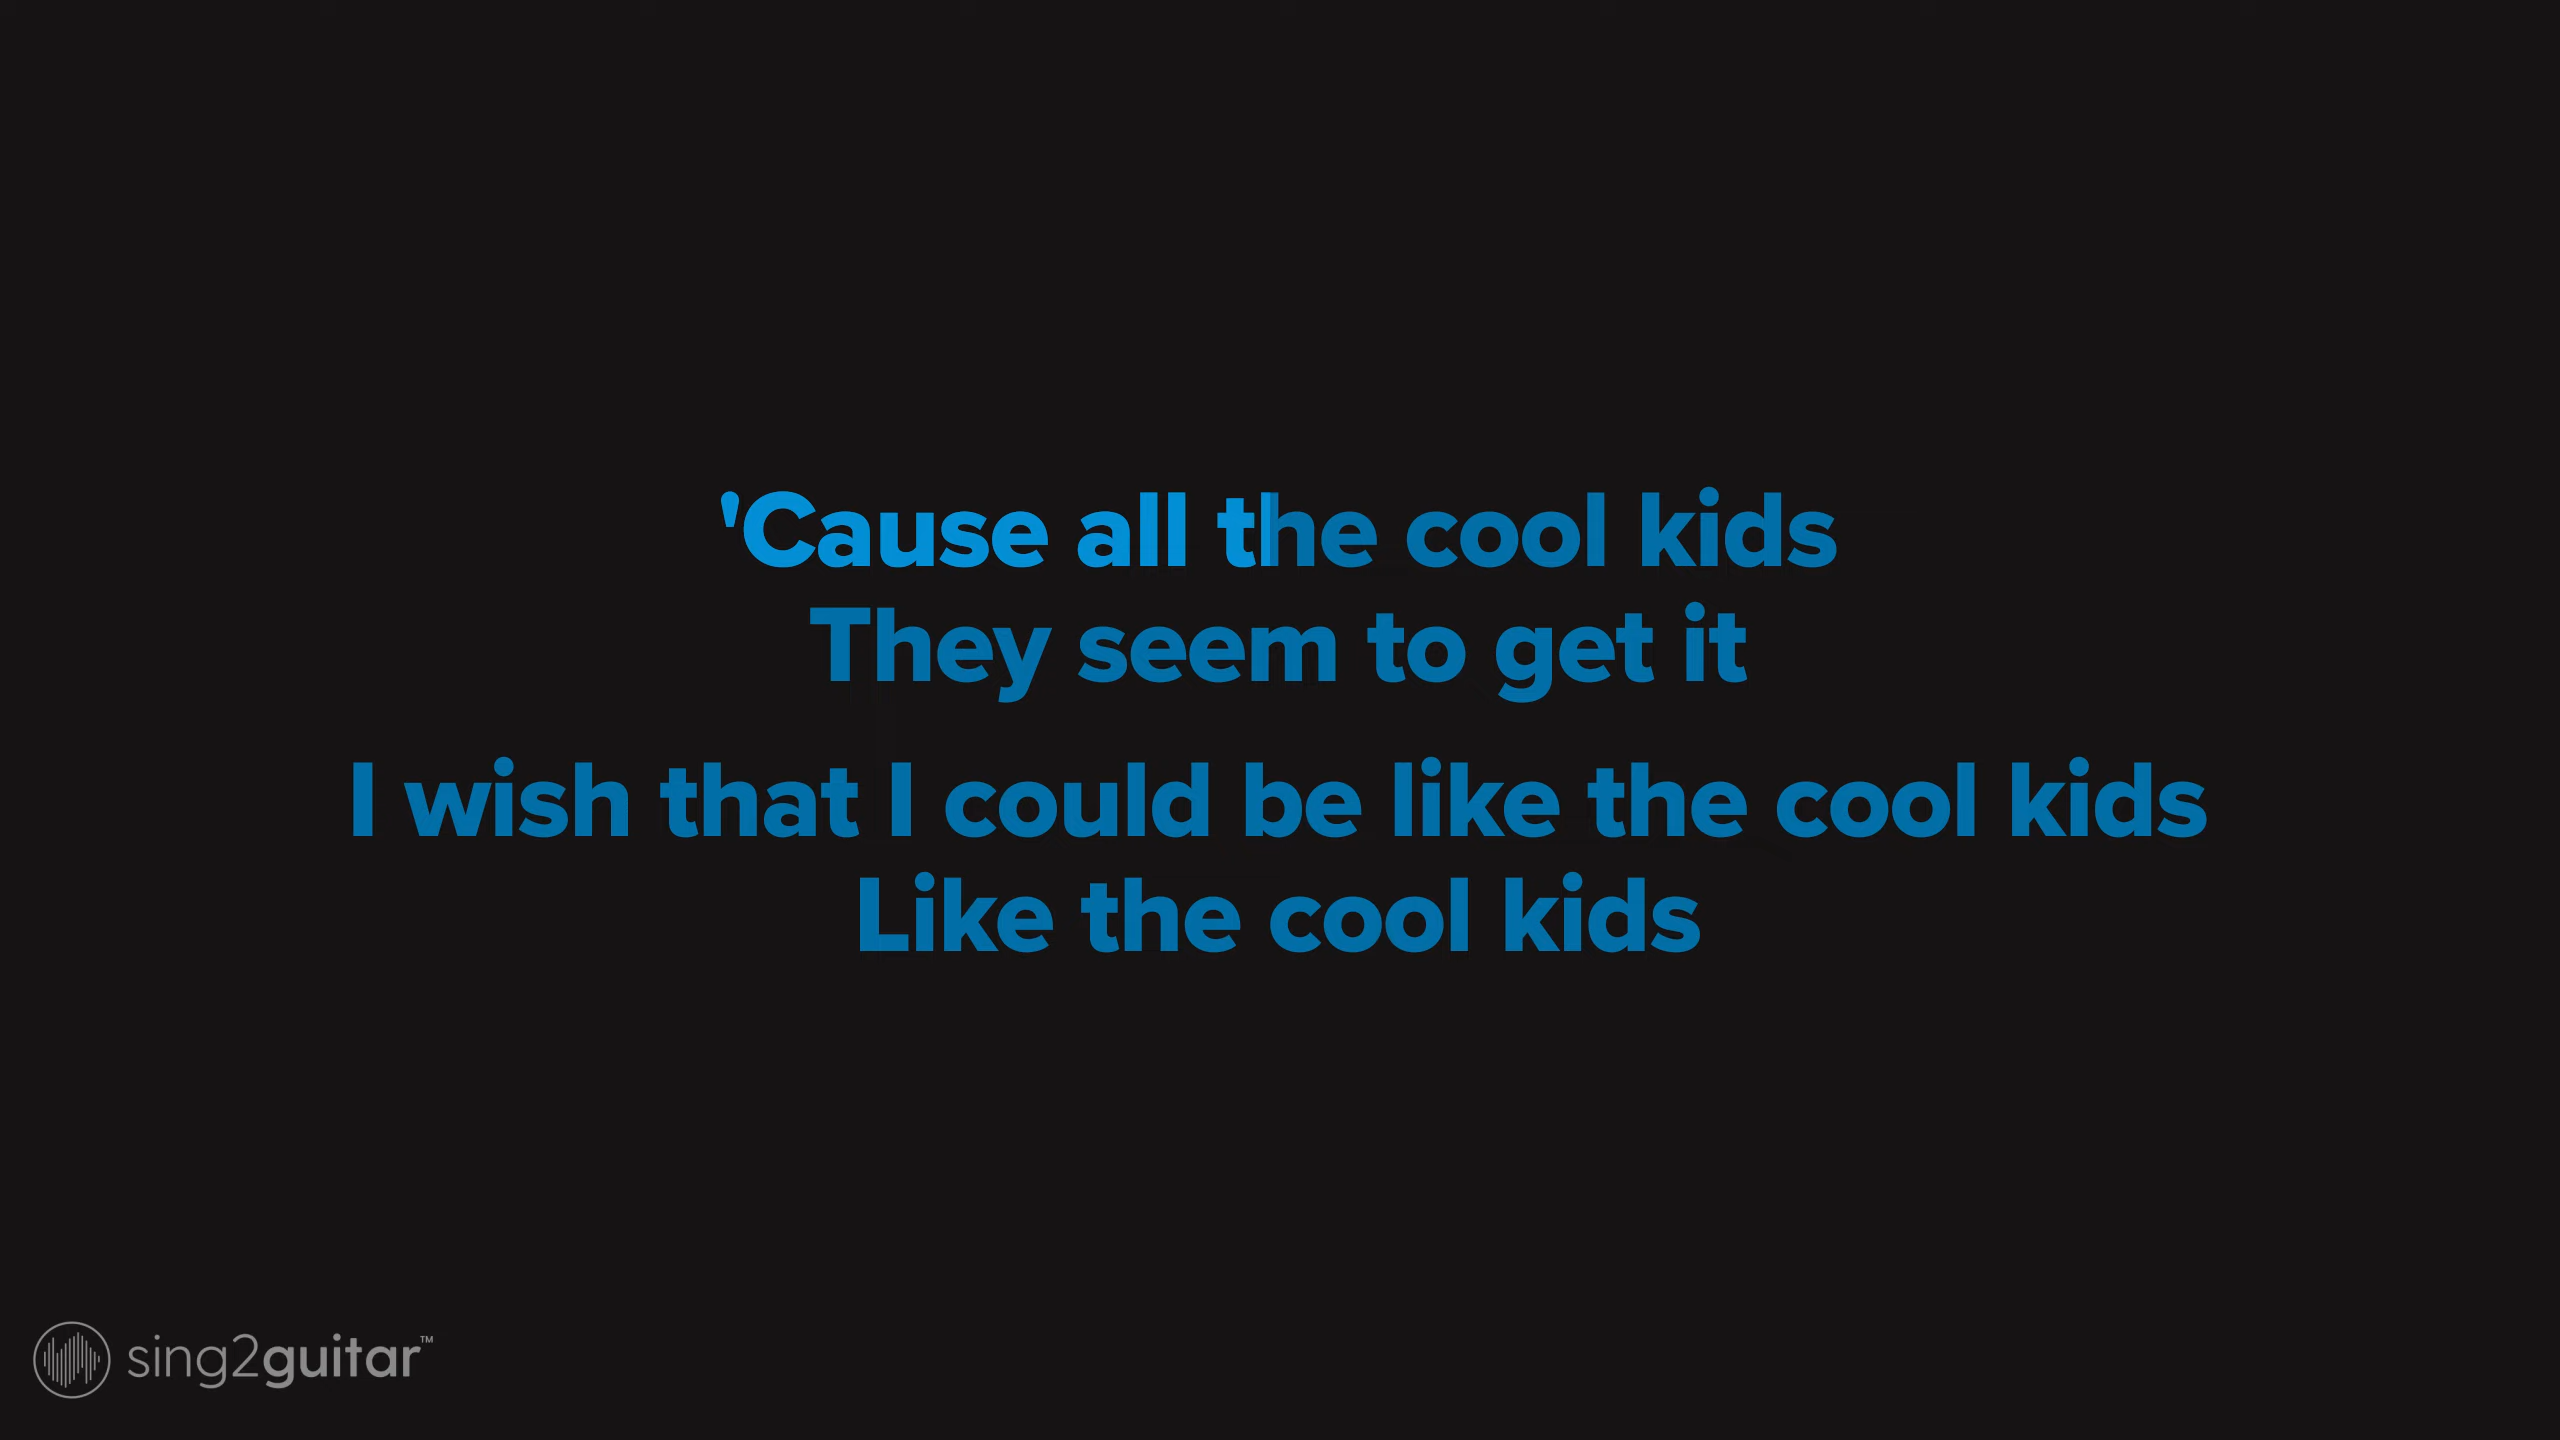 'Cause all the cool kids
They seem to get it
I wish that I could be like the cool kids
Like the cool kids
sing2guitar™